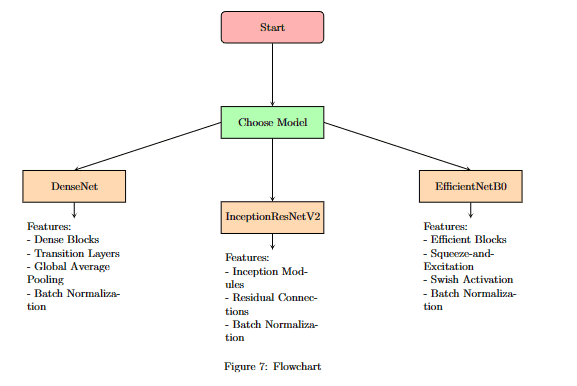 Start
Choose Model
DenseNet
Features:
- Dense Blocks
- Transition Layers
- Global Average
Pooling
- Batch Normaliza-
tion
InceptionResNetV2
Features:
- Inception Mod-
ules
- Residual Connec-
tions
- Batch Normaliza-
tion
EfficientNetB0
Features:
- Efficient Blocks
- Squeeze-and-
Excitation
- Swish Activation
- Batch Normaliza-
tion
Figure 7: Flowchart